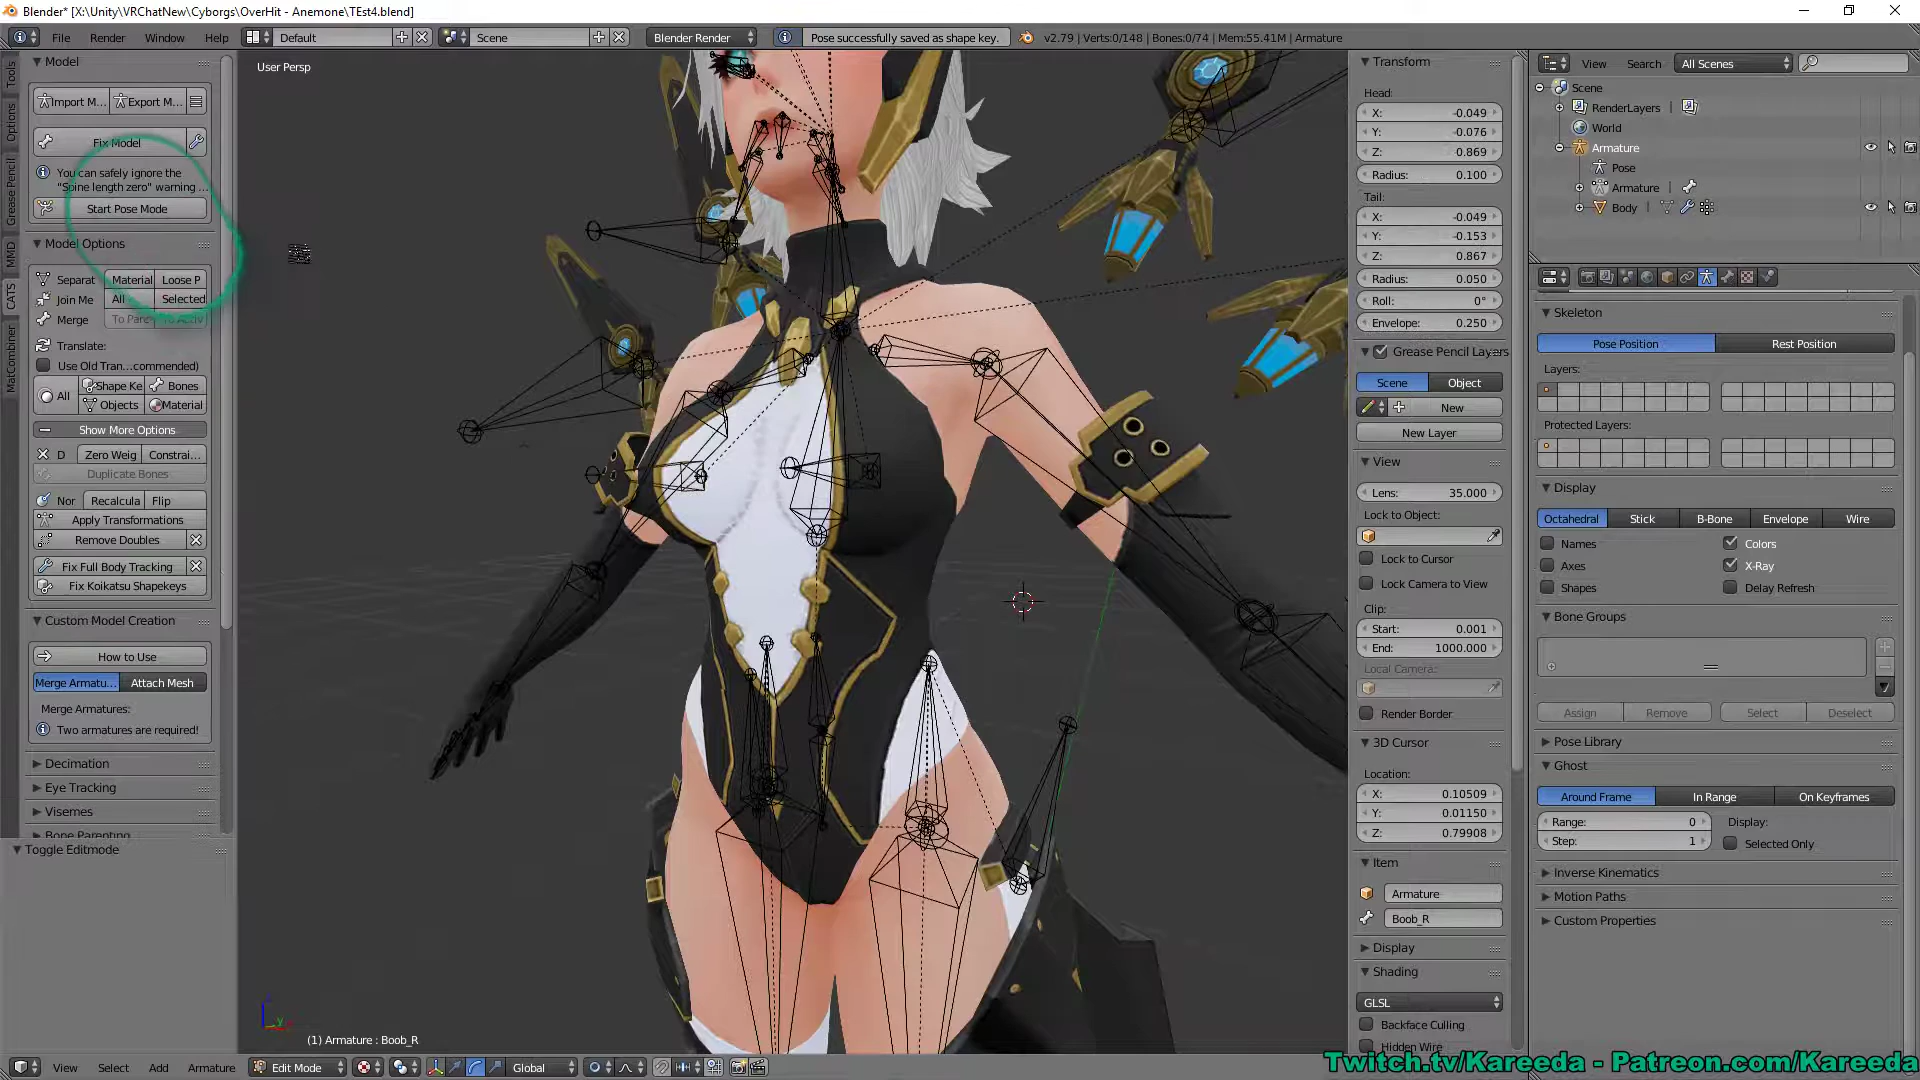 Blender* [X:\Unity\VRChatNew\Cyborgs\OverHit - Anemone\TEst4.blend]
File Render Window Help Default Scene Blender Render Pose successfully saved as shape key. v2.79 | Verts:0/148 | Bones:0/74 | Mem:55.41M | Armature
Tools
Options
Grease Pencil
MMD
CATS
MatCombiner
Model
Import M... Export M...
Fix Model
You can safely ignore the
"Spine length zero" warning ...
Start Pose Mode
Model Options
Separat Material Loose P
Join Me All Selected
Merge To Parc To Activ
Translate:
Use Old Tran...commended)
All Shape Ke Bones
Objects Material
Show More Options
D Zero Weig Constrai...
Duplicate Bones
Nor Recalcula Flip
Apply Transformations
Remove Doubles
Fix Full Body Tracking
Fix Koikatsu Shapekeys
Custom Model Creation
How to Use
Merge Armatu... Attach Mesh
Merge Armatures:
Two armatures are required!
Decimation
Eye Tracking
Visemes
Bone Parenting
Toggle Editmode
User Persp
(1) Armature : Boob_R
View Select Add Armature Edit Mode Global
Transform
Head:
X: -0.049
Y: -0.076
Z: -0.869
Radius: 0.100
Tail:
X: -0.049
Y: -0.153
Z: 0.867
Radius: 0.050
Roll: 0°
Envelope: 0.250
Grease Pencil Layers
Scene Object
New
New Layer
View
Lens: 35.000
Lock to Object:
Lock to Cursor
Lock Camera to View
Clip:
Start: 0.001
End: 1000.000
Local Camera:
Render Border
3D Cursor
Location:
X: 0.10509
Y: 0.01150
Z: 0.79908
Item
Armature
Boob_R
Display
Shading
GLSL
Backface Culling
Hidden Wire
View Search All Scenes
Scene
RenderLayers
World
Armature
Pose
Armature
Body
Skeleton
Pose Position Rest Position
Layers:
Protected Layers:
Display
Octahedral Stick B-Bone Envelope Wire
Names Colors
Axes X-Ray
Shapes Delay Refresh
Bone Groups
Assign Remove Select Deselect
Pose Library
Ghost
Around Frame In Range On Keyframes
Range: 0 Display:
Step: 1 Selected Only
Inverse Kinematics
Motion Paths
Custom Properties
Twitch.tv/Kareeda - Patreon.com/Kareeda